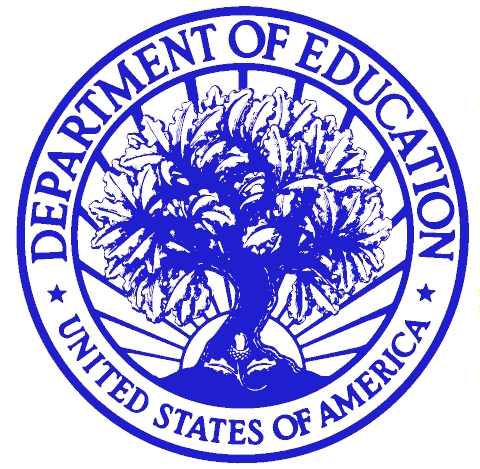 DEPARTMENT OF EDUCATION
UNITED STATES OF AMERICA